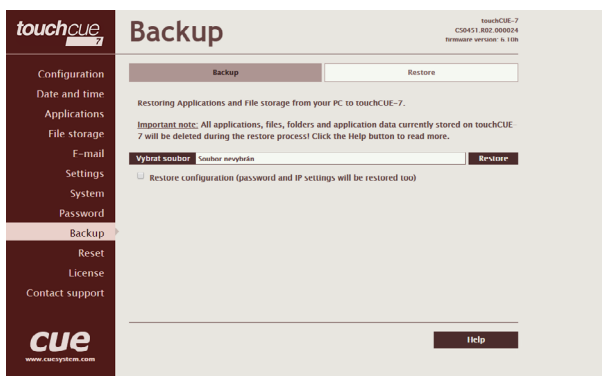 touchcue
7
Backup
touchCUE-7
CS0451.R02.000024
firmware version: 6.106
Configuration
Date and time
Applications
File storage
E-mail
Settings
System
Password
Backup
Reset
License
Contact support
cue
www.cuesystem.com
Backup
Restore
Restoring Applications and File storage from your PC to touchCUE-7.
Important note: All applications, files, folders and application data currently stored on touchCUE-
7 will be deleted during the restore process! Click the Help button to read more.
Vybrat soubor Soubor nevybrán
Restore
Restore configuration (password and IP settings will be restored too)
Help